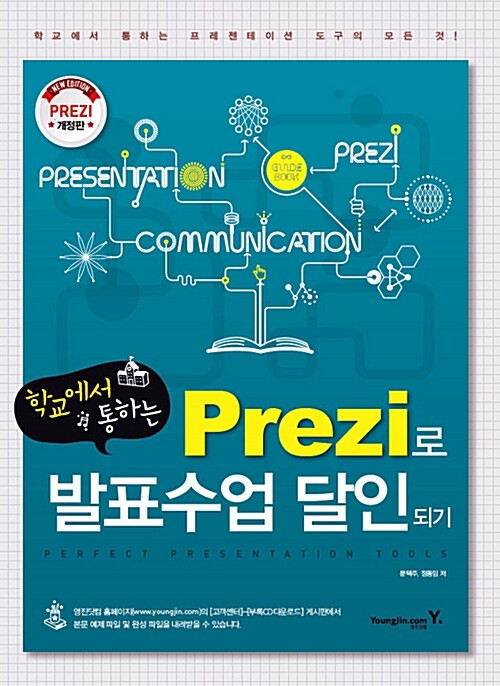 학교에서 통하는 프레젠테이션 도구의 모든 것!
NEW EDITION
PREZI
개정판
PRESENTATION
GUIDE
BOOK
PREZI
COMMUNICATION
학교에서
통하는
Prezi로
발표수업 달인되기
PERFECT PRESENTATION TOOLS
문택주, 정동임 저
영진닷컴 홈페이지(www.youngjin.com)의 [고객센터]-[부록CD다운로드] 게시판에서
본문 예제 파일 및 완성 파일을 내려받을 수 있습니다.
YoungJin.com Y.
영진닷컴